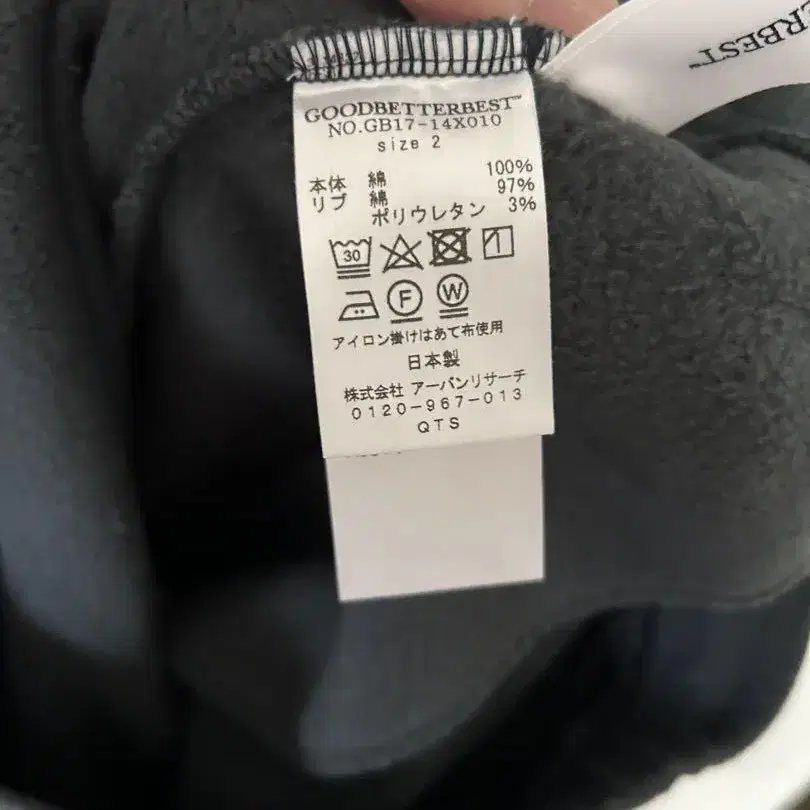 ERBEST™
GOODBETTERBEST™
NO.GB17-14X010
size 2
本体 綿 100%
リブ 綿 97%
ポリウレタン 3%
30
F W
アイロン掛けはあて布使用
日本製
株式会社 アーバンリサーチ
0120-967-013
QTS